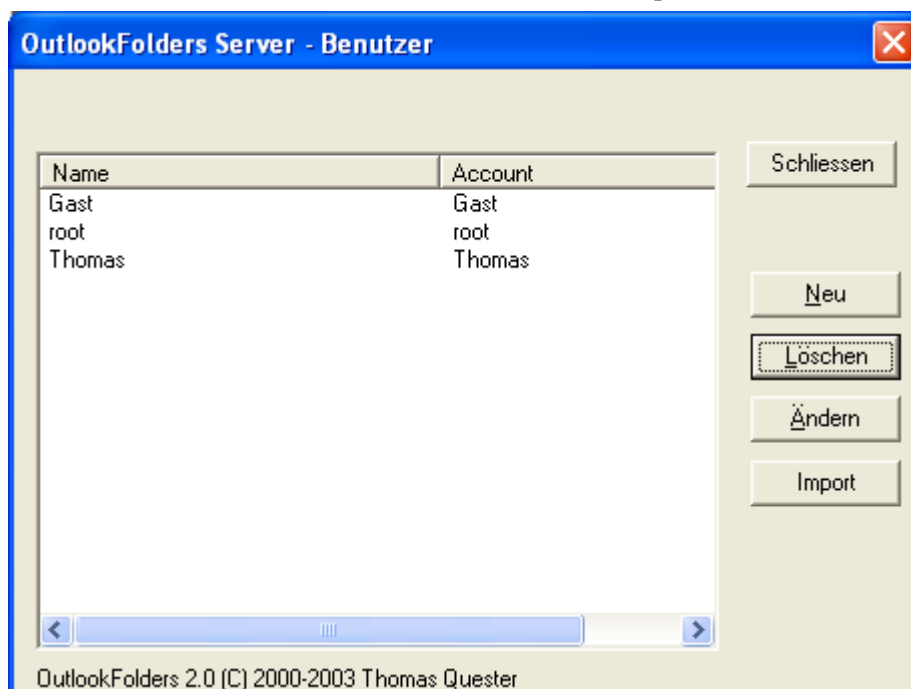 OutlookFolders Server - Benutzer
Name Account
Gast Gast
root root
Thomas Thomas
Schliessen
Neu
Löschen
Ändern
Import
OutlookFolders 2.0 (C) 2000-2003 Thomas Quester